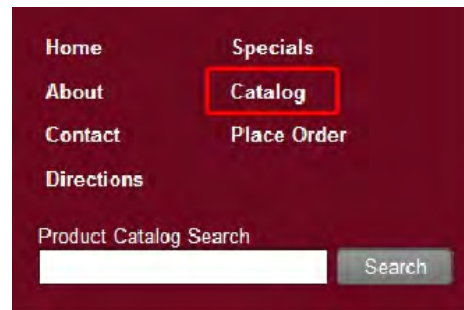 Home
Specials
About
Catalog
Contact
Place Order
Directions
Product Catalog Search
Search